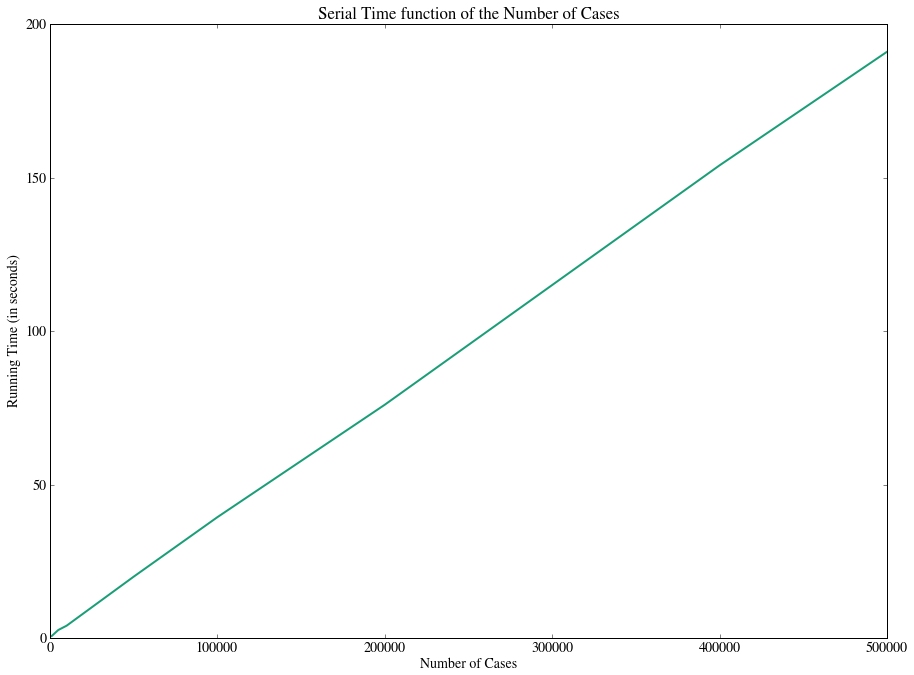 Serial Time function of the Number of Cases
200
150
100
50
0
Running Time (in seconds)
0 100000 200000 300000 400000 500000
Number of Cases